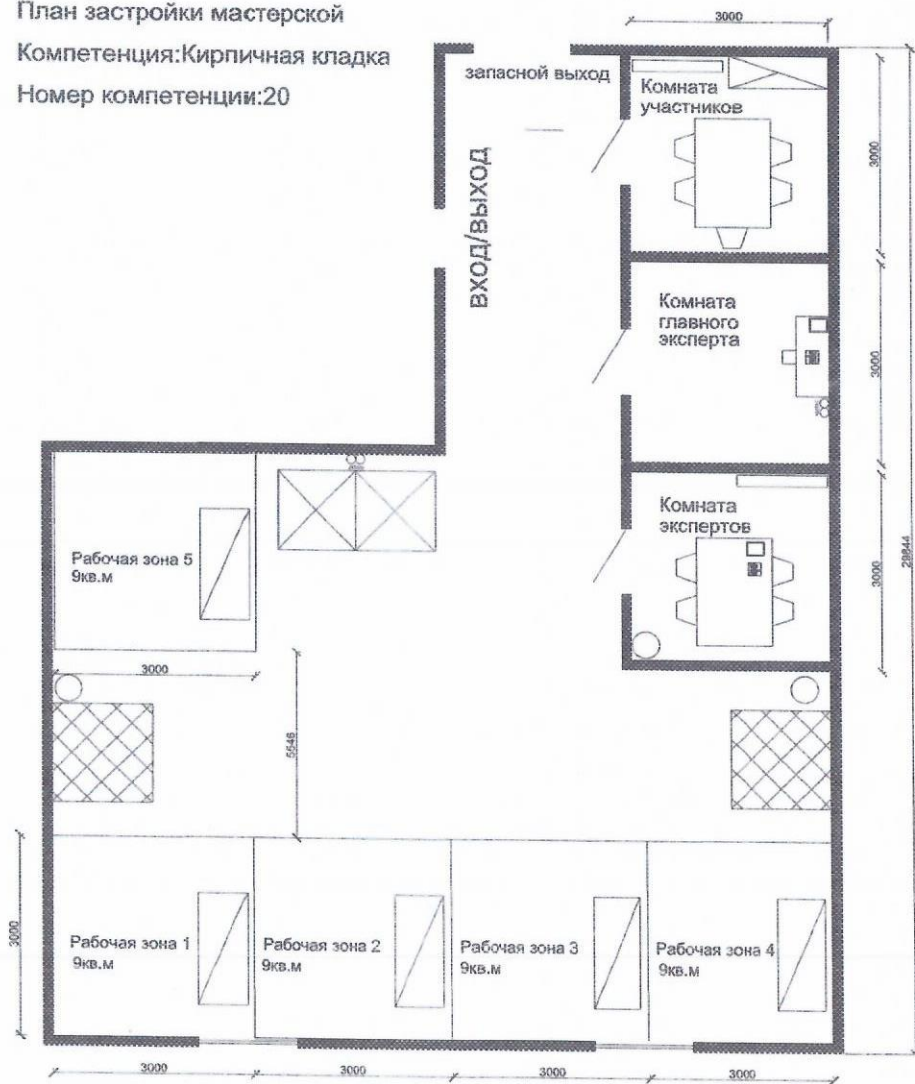 План застройки мастерской
Компетенция:Кирпичная кладка
Номер компетенции:20
3000
запасной выход
Комната
участников
3000
вход/выход
Комната
главного
эксперта
3000
Комната
экспертов
3000
28844
Рабочая зона 5
9кв.м
3000
5546
3000
Рабочая зона 1
9кв.м
Рабочая зона 2
9кв.м
Рабочая зона 3
9кв.м
Рабочая зона 4
9кв.м
3000
3000
3000
3000